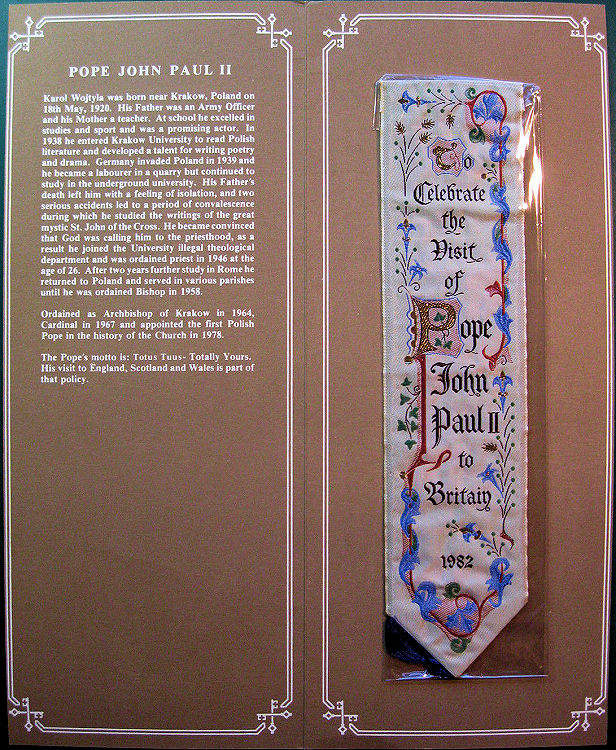 POPE JOHN PAUL II
Karol Wojtyła was born near Krakow, Poland on
18th May, 1920. His Father was an Army Officer
and his Mother a teacher. At school he excelled in
studies and sport and was a promising actor. In
1938 he entered Krakow University to read Polish
literature and developed a talent for writing poetry
and drama. Germany invaded Poland in 1939 and
he became a labourer in a quarry but continued to
study in the underground university. His Father's
death left him with a feeling of isolation, and two
serious accidents led to a period of convalescence
during which he studied the writings of the great
mystic St. John of the Cross. He became convinced
that God was calling him to the priesthood, as a
result he joined the University illegal theological
department and was ordained priest in 1946 at the
age of 26. After two years further study in Rome he
returned to Poland and served in various parishes
until he was ordained Bishop in 1958.
Ordained as Archbishop of Krakow in 1964,
Cardinal in 1967 and appointed the first Polish
Pope in the history of the Church in 1978.
The Pope's motto is: Totus Tuus- Totally Yours.
His visit to England, Scotland and Wales is part of
that policy.
To
Celebrate
the
Visit
of
Pope
John
Paul II
to
Britain
1982